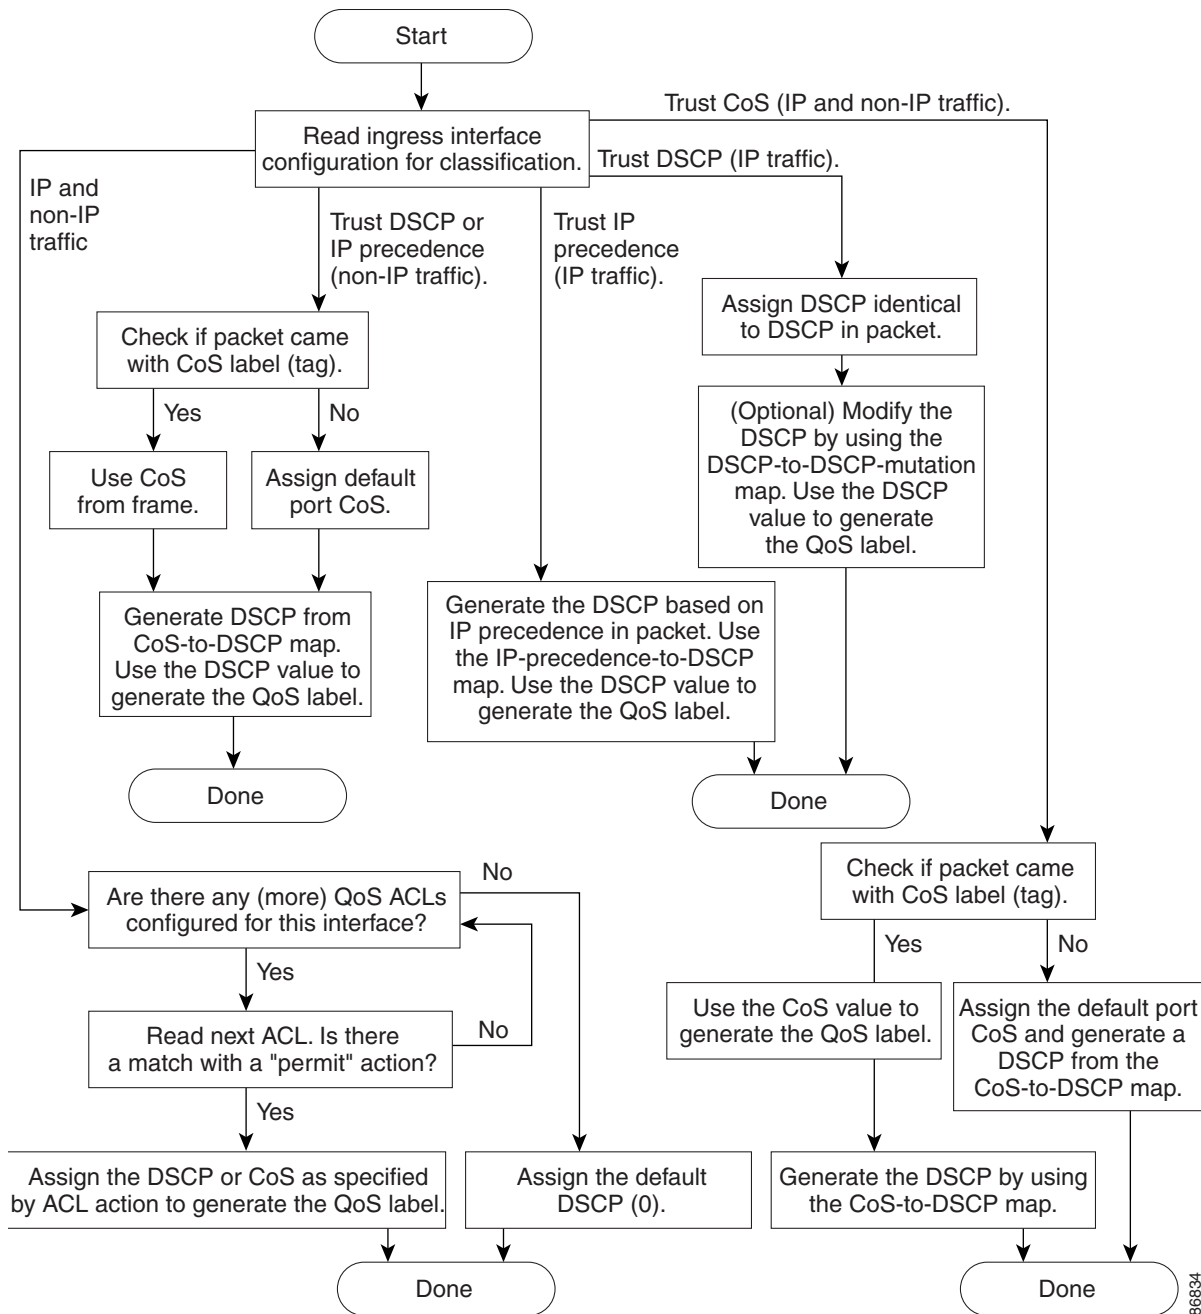 Start
Trust CoS (IP and non-IP traffic).
Read ingress interface
configuration for classification.
Trust DSCP (IP traffic).
IP and
non-IP
traffic
Trust DSCP or
IP precedence
(non-IP traffic).
Trust IP
precedence
(IP traffic).
Assign DSCP identical
to DSCP in packet.
Check if packet came
with CoS label (tag).
Yes
No
(Optional) Modify the
DSCP by using the
DSCP-to-DSCP-mutation
map. Use the DSCP
value to generate
the QoS label.
Use CoS
from frame.
Assign default
port CoS.
Generate DSCP from
CoS-to-DSCP map.
Use the DSCP value to
generate the QoS label.
Generate the DSCP based on
IP precedence in packet. Use
the IP-precedence-to-DSCP
map. Use the DSCP value to
generate the QoS label.
Done
Done
Are there any (more) QoS ACLs
configured for this interface?
No
Check if packet came
with CoS label (tag).
Yes
Yes
No
Read next ACL. Is there
a match with a "permit" action?
No
Use the CoS value to
generate the QoS label.
Assign the default port
CoS and generate a
DSCP from the
CoS-to-DSCP map.
Yes
Assign the DSCP or CoS as specified
by ACL action to generate the QoS label.
Assign the default
DSCP (0).
Generate the DSCP by using
the CoS-to-DSCP map.
Done
Done
86834